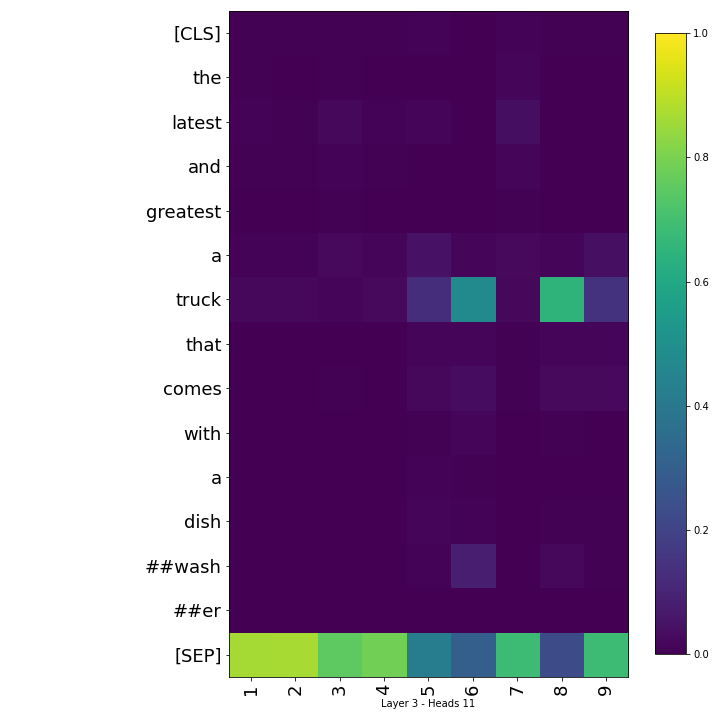 [CLS]
the
latest
and
greatest
a
truck
that
comes
with
a
dish
##wash
##er
[SEP]
1 2 3 4 5 6 7 8 9
Layer 3 - Heads 11
1.0
0.8
0.6
0.4
0.2
0.0